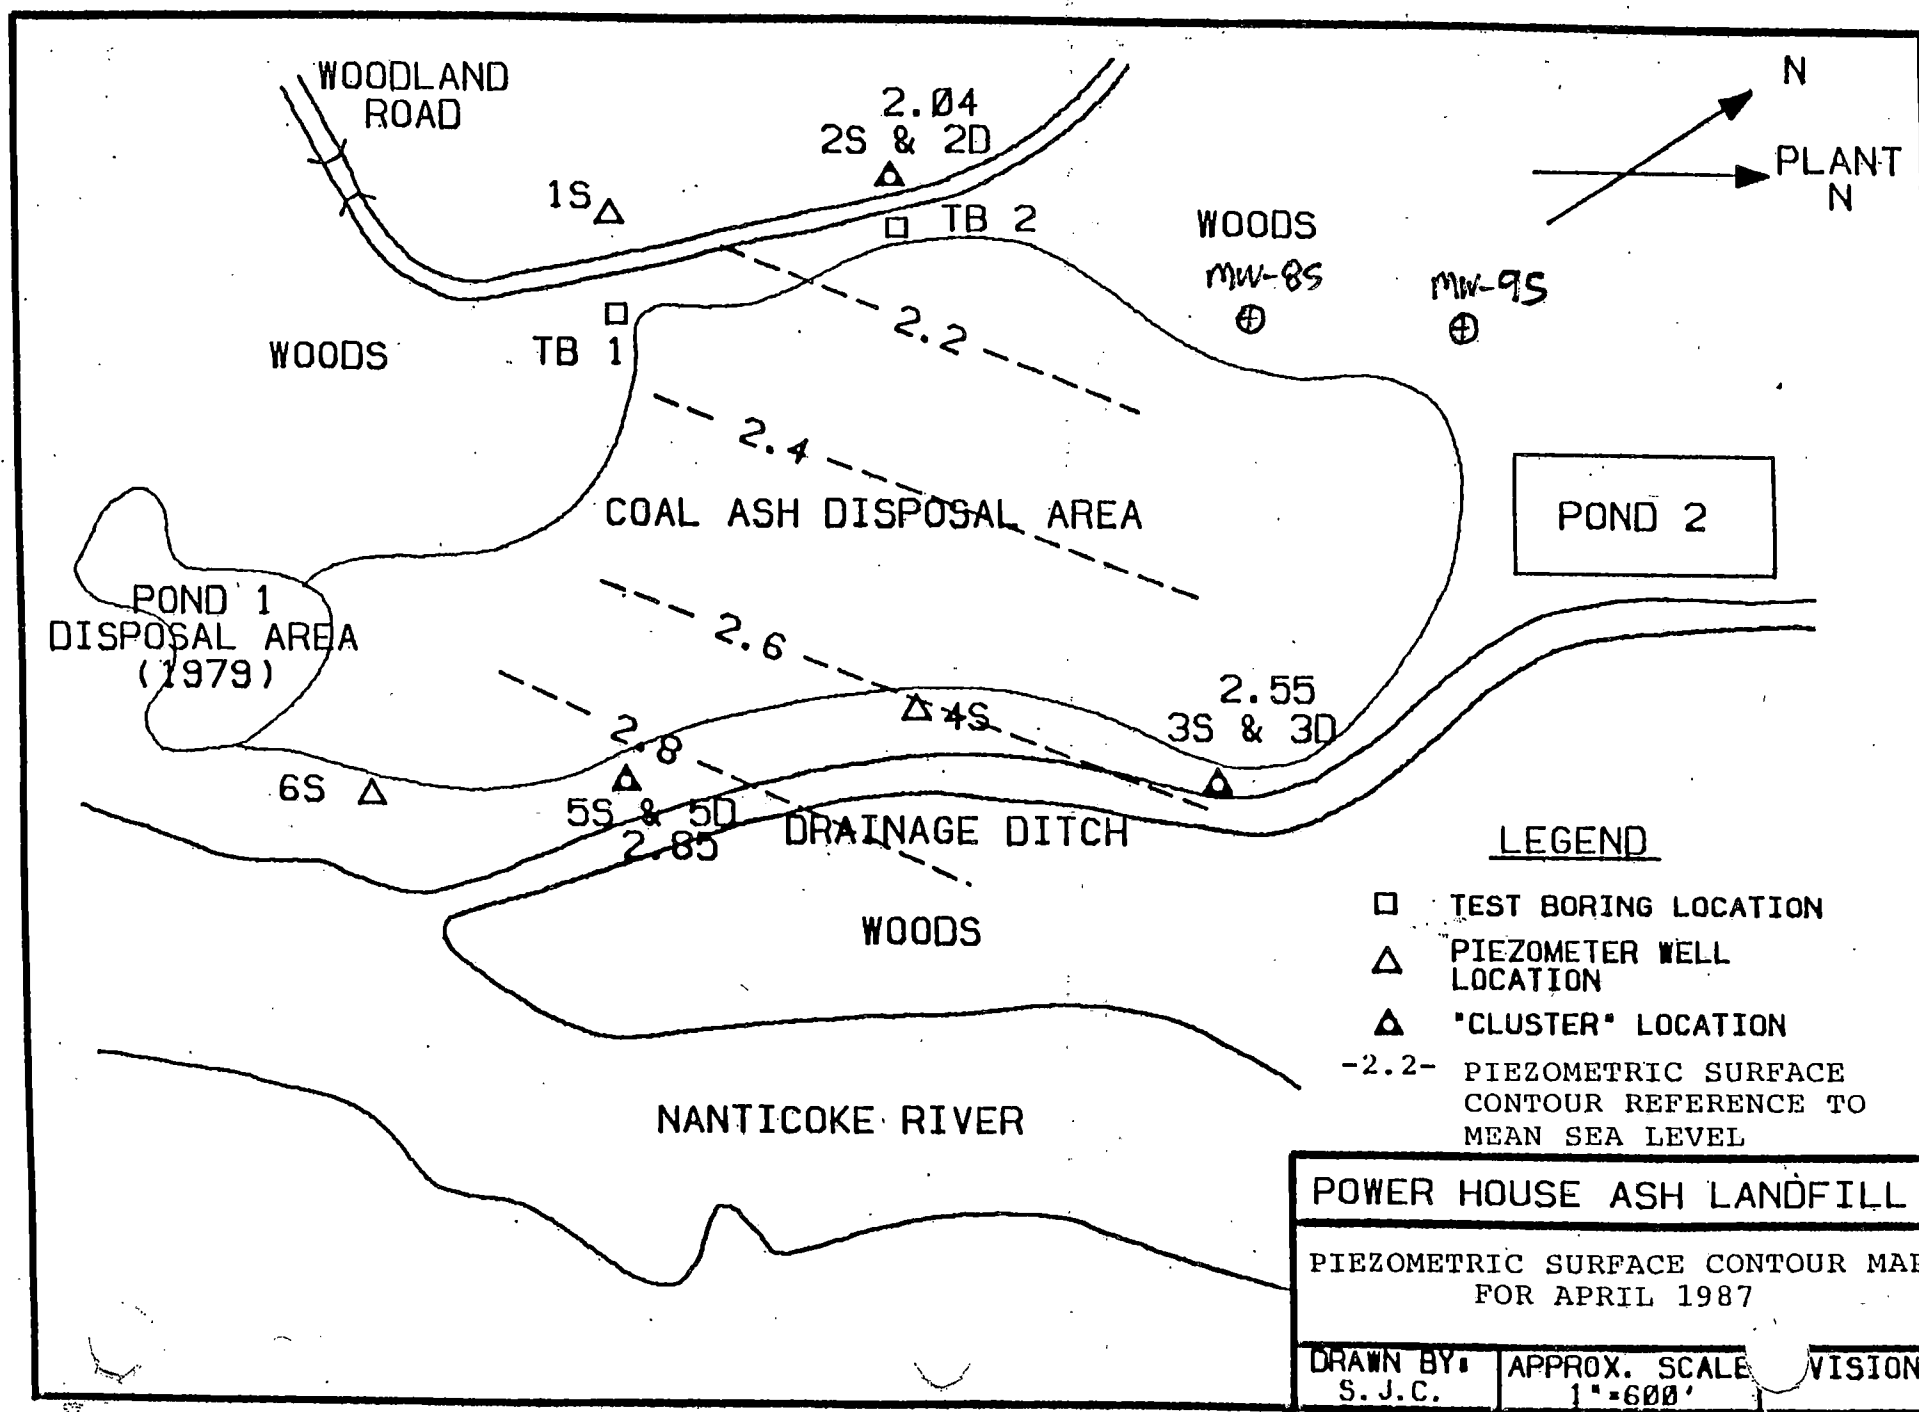 WOODLAND
ROAD
2.04
2S & 2D
1S
TB 2
WOODS
N
PLANT
N
MW-8S
MW-9S
WOODS
TB 1
2.2
2.4
COAL ASH DISPOSAL AREA
POND 2
POND 1
DISPOSAL AREA
(1979)
2.6
2.55
3S & 3D
4S
2.8
6S
5S & 5D
2.85
DRAINAGE DITCH
WOODS
NANTICOKE RIVER
LEGEND
TEST BORING LOCATION
PIEZOMETER WELL
LOCATION
"CLUSTER" LOCATION
-2.2- PIEZOMETRIC SURFACE
CONTOUR REFERENCE TO
MEAN SEA LEVEL
POWER HOUSE ASH LANDFILL
PIEZOMETRIC SURFACE CONTOUR MAP
FOR APRIL 1987
DRAWN BY:
S.J.C.
APPROX. SCALE
1"=600'
VISION